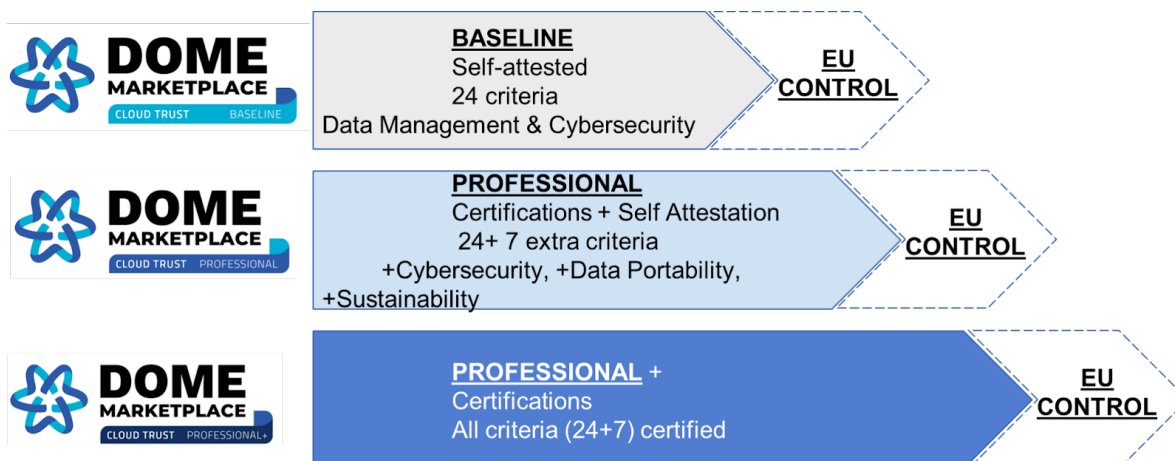 DOME
MARKETPLACE
CLOUD TRUST BASELINE
BASELINE
Self-attested
24 criteria
Data Management & Cybersecurity
EU
CONTROL
DOME
MARKETPLACE
CLOUD TRUST PROFESSIONAL
PROFESSIONAL
Certifications + Self Attestation
24+ 7 extra criteria
+Cybersecurity, +Data Portability,
+Sustainability
EU
CONTROL
DOME
MARKETPLACE
CLOUD TRUST PROFESSIONAL+
PROFESSIONAL +
Certifications
All criteria (24+7) certified
EU
CONTROL